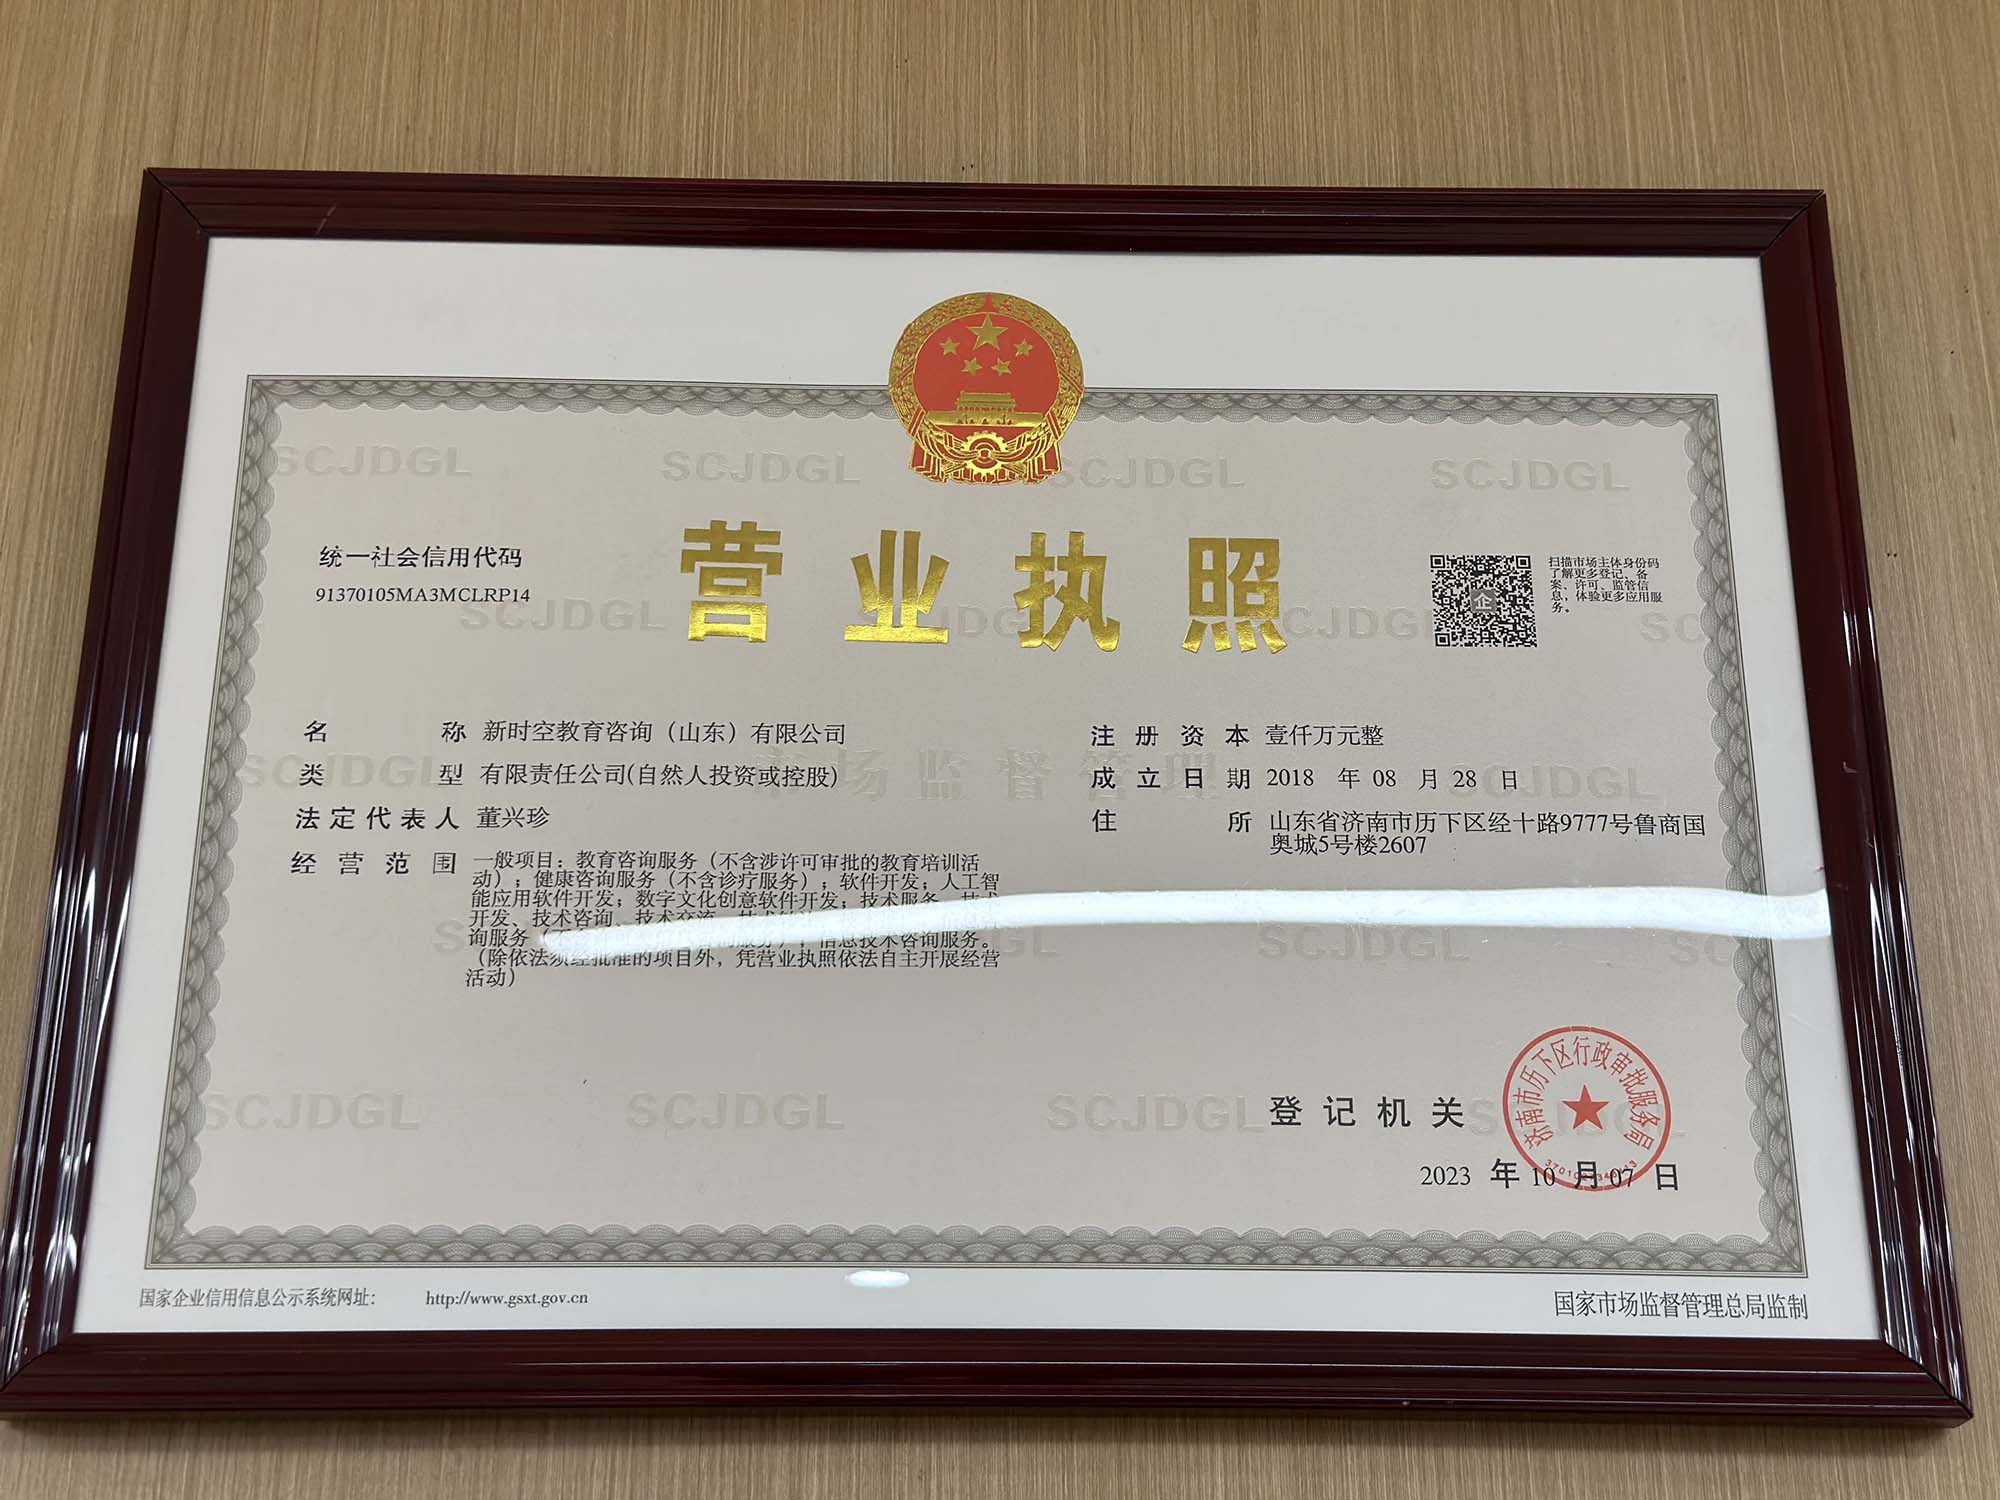 营业执照
统一社会信用代码
91370105MA3MCLRP14
扫描市场主体身份码
了解更多登记、备
案、许可、监管信
息，体验更多应用服
务。
名称 新时空教育咨询（山东）有限公司
类型 有限责任公司(自然人投资或控股)
法定代表人 董兴珍
经营范围 一般项目：教育咨询服务（不含涉许可审批的教育培训活
动）；健康咨询服务（不含诊疗服务）；软件开发；人工智
能应用软件开发；数字文化创意软件开发；技术服务、技术
开发、技术咨询、技术交流、
询服务 ；信息技术咨询服务。
（除依法须经批准的项目外，凭营业执照依法自主开展经营
活动）
注册资本 壹仟万元整
成立日期 2018 年 08 月 28 日
住所 山东省济南市历下区经十路9777号鲁商国
奥城5号楼2607
登记机关
济南市历下区行政审批服务局
2023 年 10 月 07 日
国家企业信用信息公示系统网址： http://www.gsxt.gov.cn
国家市场监督管理总局监制
SCJDGL
市场监督管理
企